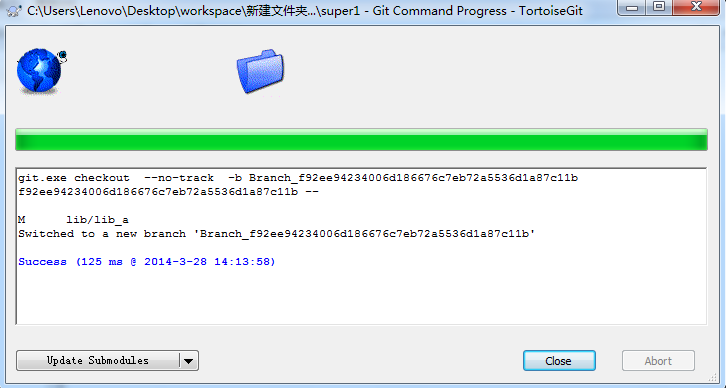 C:\Users\Lenovo\Desktop\workspace\新建文件夹...\super1 - Git Command Progress - TortoiseGit
git.exe checkout  --no-track  -b Branch_f92ee94234006d186676c7eb72a5536d1a87c11b
f92ee94234006d186676c7eb72a5536d1a87c11b --
M      lib/lib_a
Switched to a new branch 'Branch_f92ee94234006d186676c7eb72a5536d1a87c11b'
Success (125 ms @ 2014-3-28 14:13:58)
Update Submodules
Close
Abort